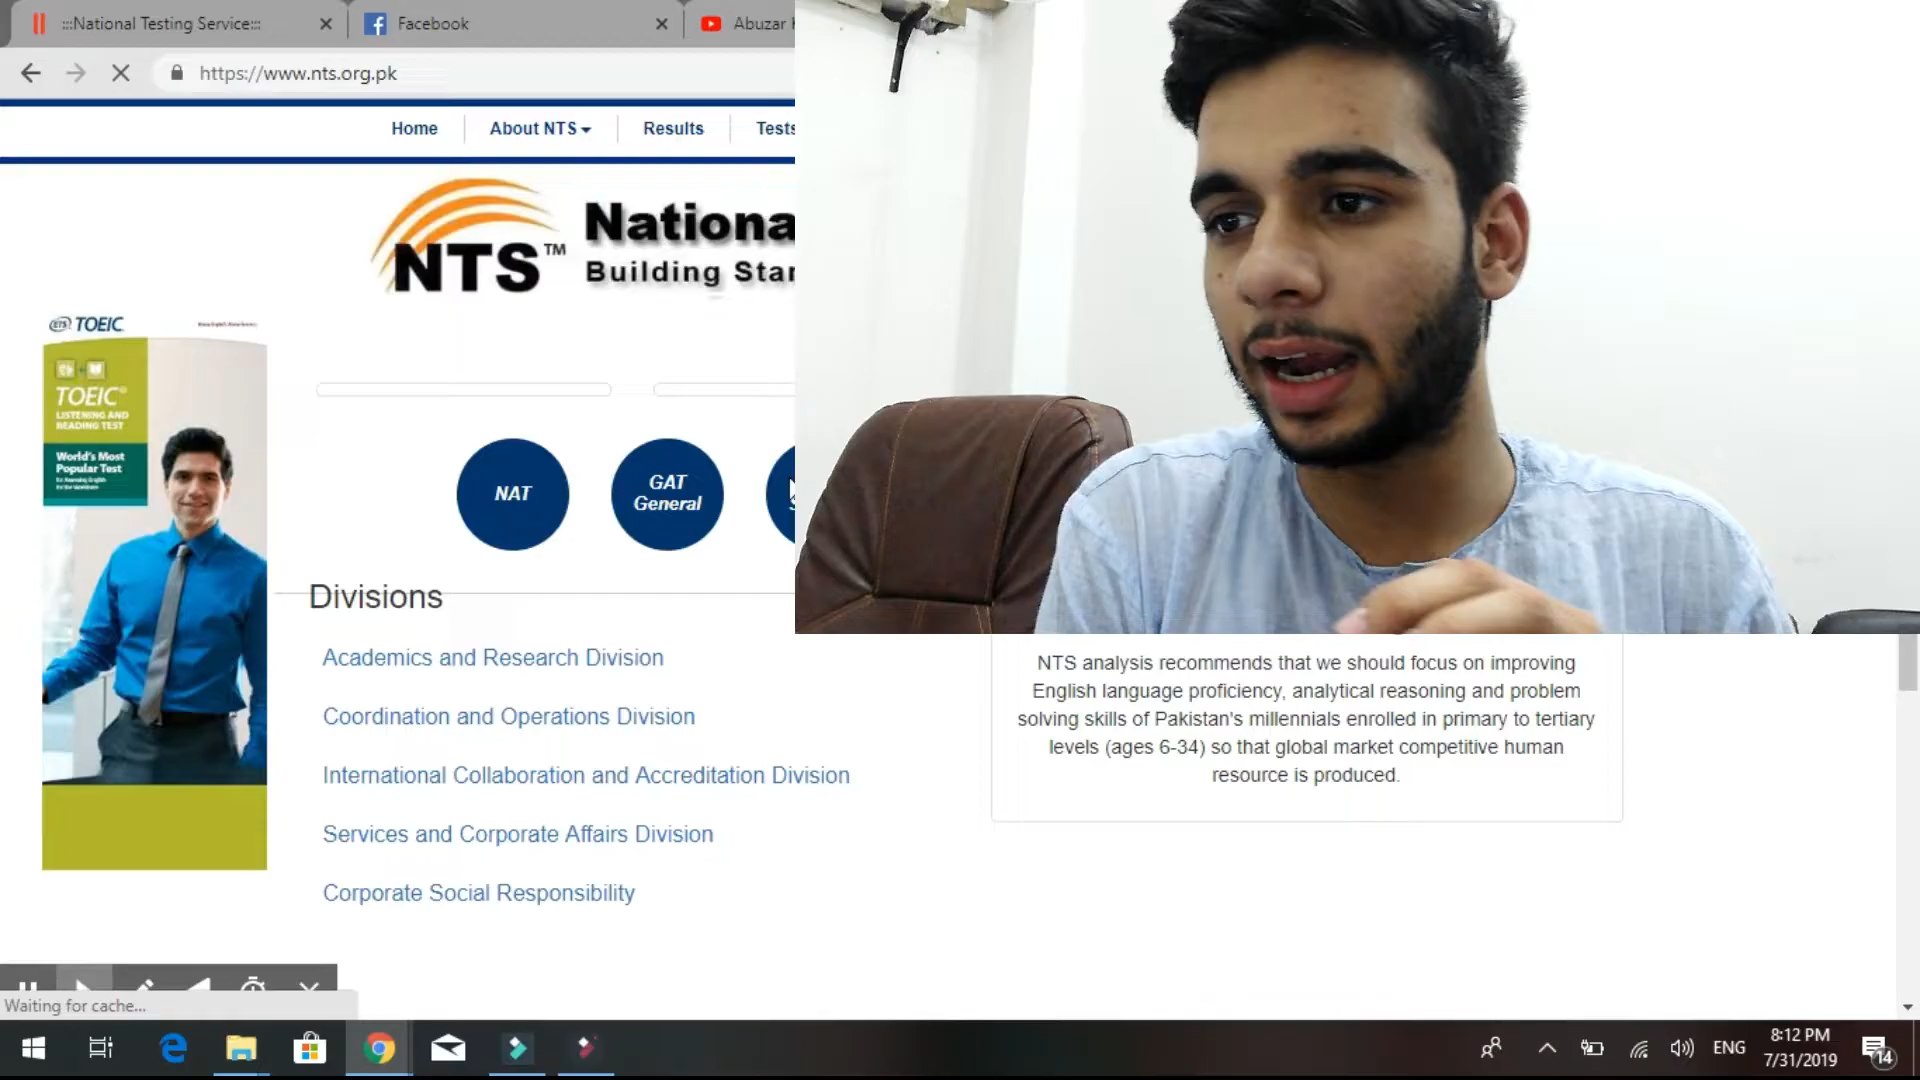 :::National Testing Service:::
Facebook
Abuzar
https://www.nts.org.pk
Home
About NTS
Results
Tests
NTS™
Nationa
Building Star
ETS TOEIC
TOEIC®
LISTENING AND
READING TEST
World's Most
Popular Test
NAT
GAT
General
Divisions
Academics and Research Division
Coordination and Operations Division
International Collaboration and Accreditation Division
Services and Corporate Affairs Division
Corporate Social Responsibility
NTS analysis recommends that we should focus on improving
English language proficiency, analytical reasoning and problem
solving skills of Pakistan's millennials enrolled in primary to tertiary
levels (ages 6-34) so that global market competitive human
resource is produced.
Waiting for cache...
ENG
8:12 PM
7/31/2019
14